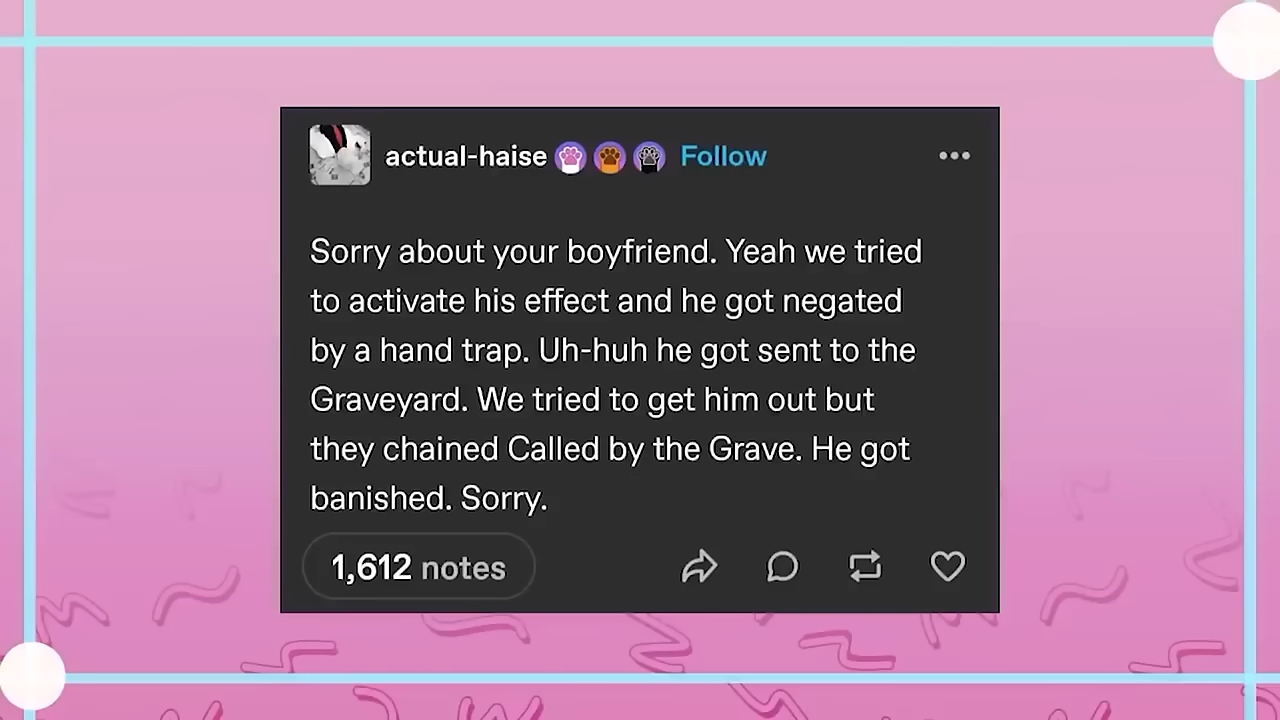 actual-haise Follow
Sorry about your boyfriend. Yeah we tried
to activate his effect and he got negated
by a hand trap. Uh-huh he got sent to the
Graveyard. We tried to get him out but
they chained Called by the Grave. He got
banished. Sorry.
1,612 notes